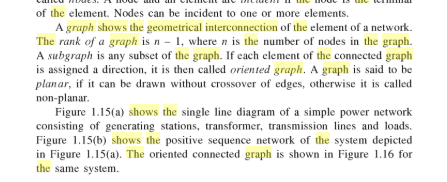 called nodes. A node and an element are incident if the node is the terminal
of the element. Nodes can be incident to one or more elements.
A graph shows the geometrical interconnection of the element of a network.
The rank of a graph is n – 1, where n is the number of nodes in the graph.
A subgraph is any subset of the graph. If each element of the connected graph
is assigned a direction, it is then called oriented graph. A graph is said to be
planar, if it can be drawn without crossover of edges, otherwise it is called
non-planar.
Figure 1.15(a) shows the single line diagram of a simple power network
consisting of generating stations, transformer, transmission lines and loads.
Figure 1.15(b) shows the positive sequence network of the system depicted
in Figure 1.15(a). The oriented connected graph is shown in Figure 1.16 for
the same system.